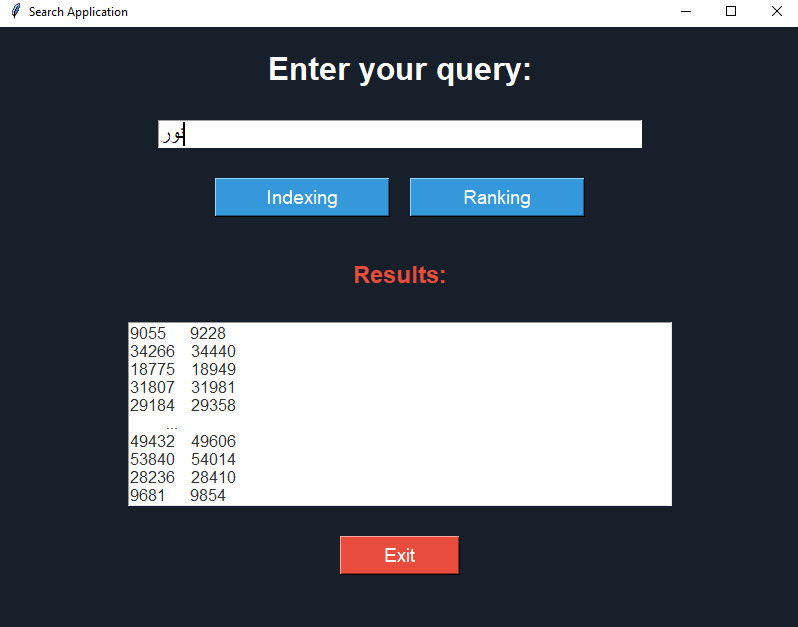 Search Application
Enter your query:
نور
Indexing Ranking
Results:
9055 9228
34266 34440
18775 18949
31807 31981
29184 29358
...
49432 49606
53840 54014
28236 28410
9681 9854
Exit